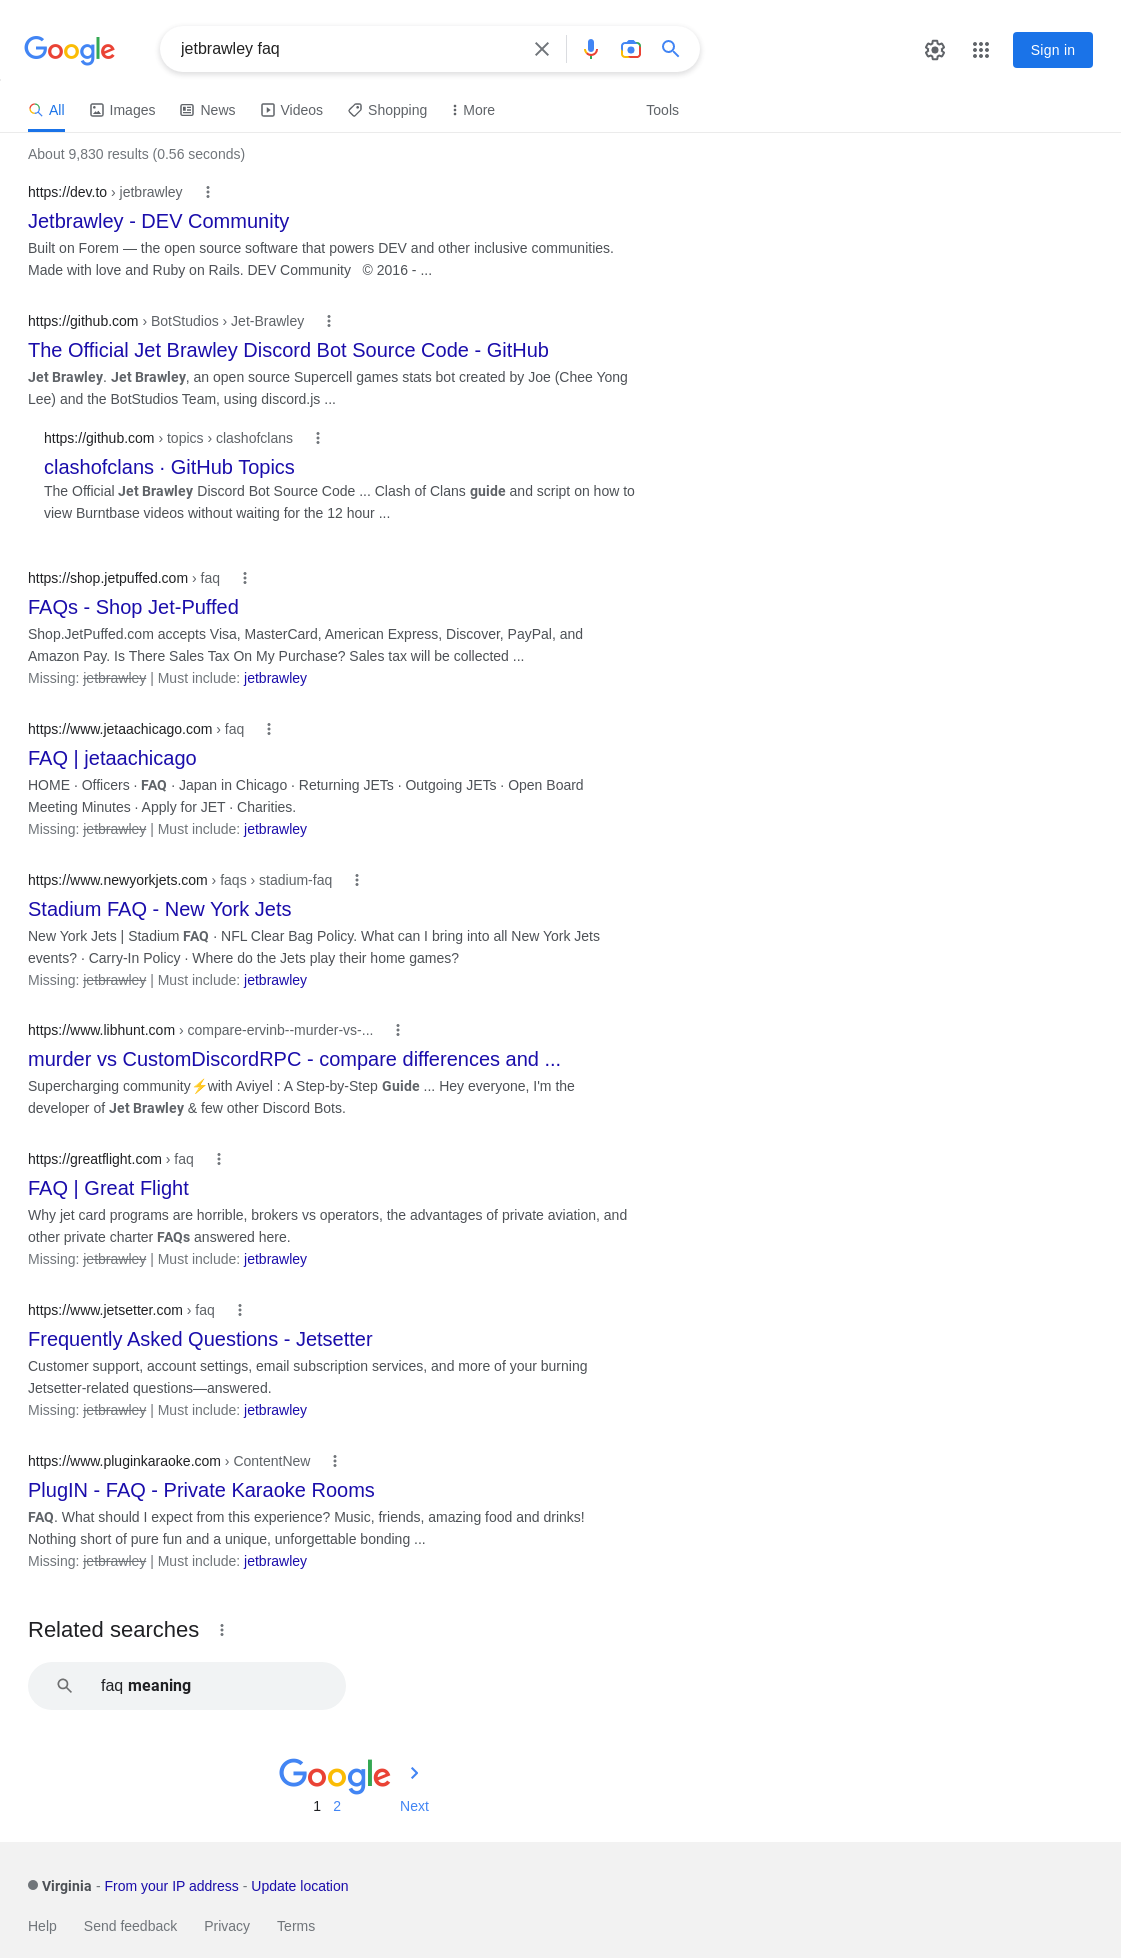 Google
jetbrawley faq
Sign in
All
Images
News
Videos
Shopping
More
Tools
About 9,830 results (0.56 seconds)
https://dev.to › jetbrawley
Jetbrawley - DEV Community
Built on Forem — the open source software that powers DEV and other inclusive communities.
Made with love and Ruby on Rails. DEV Community © 2016 - ...
https://github.com › BotStudios › Jet-Brawley
The Official Jet Brawley Discord Bot Source Code - GitHub
Jet Brawley. Jet Brawley, an open source Supercell games stats bot created by Joe (Chee Yong
Lee) and the BotStudios Team, using discord.js ...
https://github.com › topics › clashofclans
clashofclans · GitHub Topics
The Official Jet Brawley Discord Bot Source Code ... Clash of Clans guide and script on how to
view Burntbase videos without waiting for the 12 hour ...
https://shop.jetpuffed.com › faq
FAQs - Shop Jet-Puffed
Shop.JetPuffed.com accepts Visa, MasterCard, American Express, Discover, PayPal, and
Amazon Pay. Is There Sales Tax On My Purchase? Sales tax will be collected ...
Missing: jetbrawley | Must include: jetbrawley
https://www.jetaachicago.com › faq
FAQ | jetaachicago
HOME · Officers · FAQ · Japan in Chicago · Returning JETs · Outgoing JETs · Open Board
Meeting Minutes · Apply for JET · Charities.
Missing: jetbrawley | Must include: jetbrawley
https://www.newyorkjets.com › faqs › stadium-faq
Stadium FAQ - New York Jets
New York Jets | Stadium FAQ · NFL Clear Bag Policy. What can I bring into all New York Jets
events? · Carry-In Policy · Where do the Jets play their home games?
Missing: jetbrawley | Must include: jetbrawley
https://www.libhunt.com › compare-ervinb--murder-vs-...
murder vs CustomDiscordRPC - compare differences and ...
Supercharging community⚡with Aviyel : A Step-by-Step Guide ... Hey everyone, I'm the
developer of Jet Brawley & few other Discord Bots.
https://greatflight.com › faq
FAQ | Great Flight
Why jet card programs are horrible, brokers vs operators, the advantages of private aviation, and
other private charter FAQs answered here.
Missing: jetbrawley | Must include: jetbrawley
https://www.jetsetter.com › faq
Frequently Asked Questions - Jetsetter
Customer support, account settings, email subscription services, and more of your burning
Jetsetter-related questions—answered.
Missing: jetbrawley | Must include: jetbrawley
https://www.pluginkaraoke.com › ContentNew
PlugIN - FAQ - Private Karaoke Rooms
FAQ. What should I expect from this experience? Music, friends, amazing food and drinks!
Nothing short of pure fun and a unique, unforgettable bonding ...
Missing: jetbrawley | Must include: jetbrawley
Related searches
faq meaning
Google
1 2 Next
Virginia - From your IP address - Update location
Help Send feedback Privacy Terms